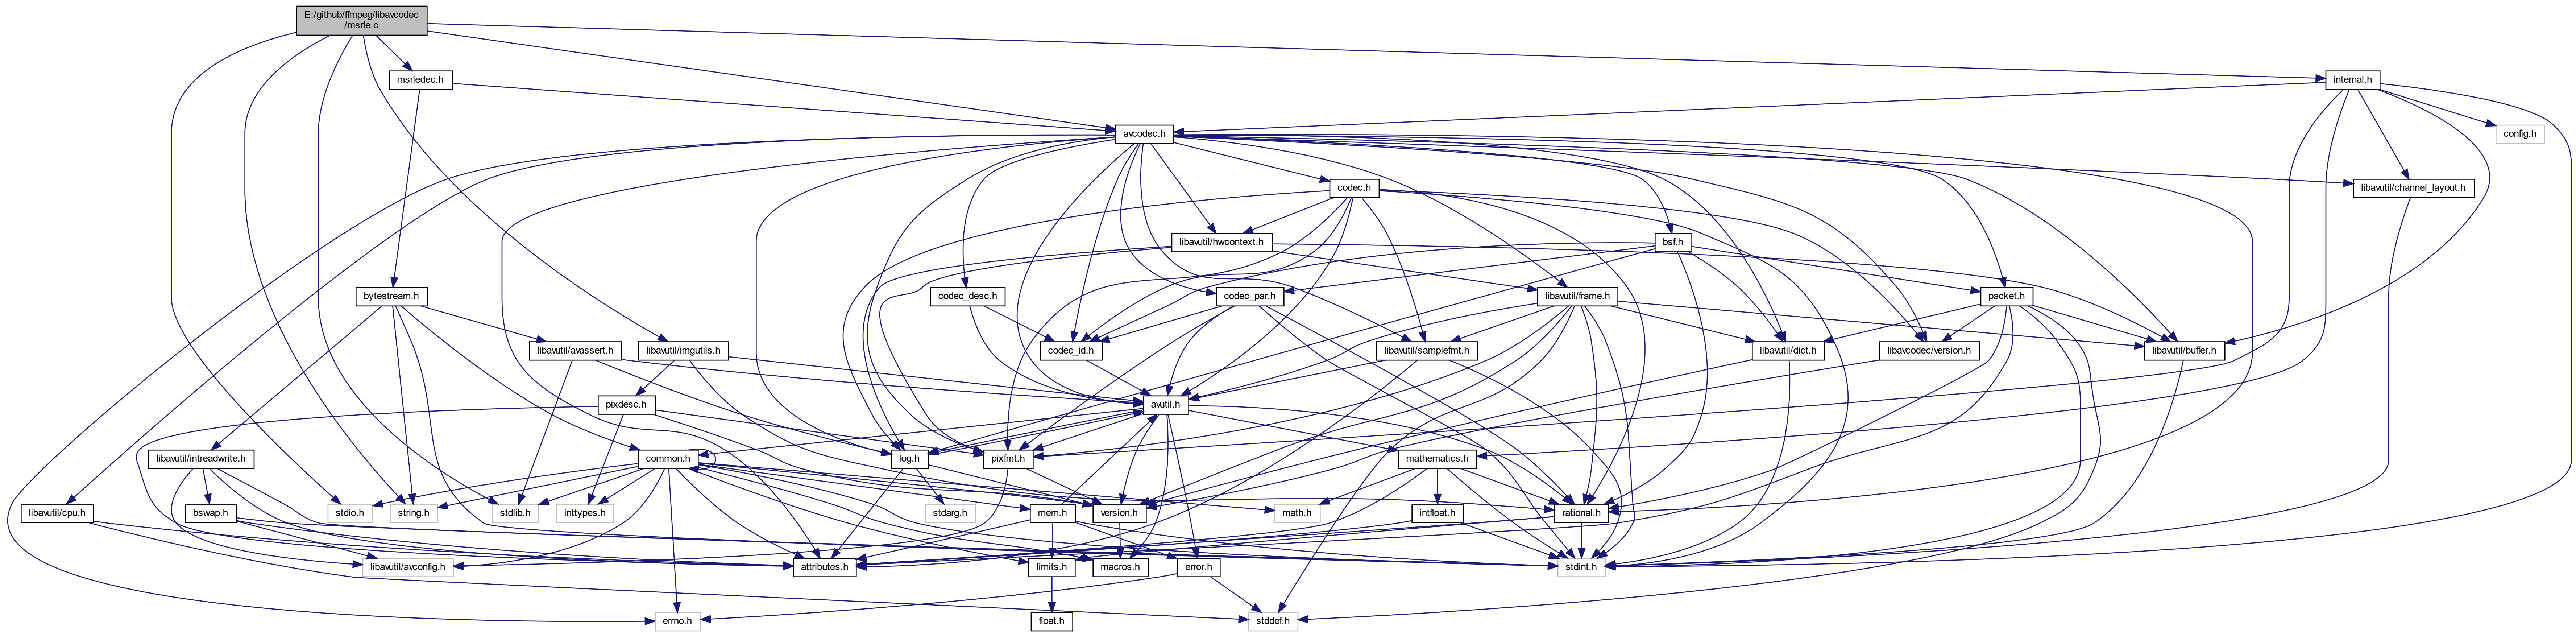 E:/github/ffmpeg/libavcodec
/msrle.c
msrledec.h
internal.h
avcodec.h
config.h
codec.h
libavutil/channel_layout.h
libavutil/hwcontext.h
bsf.h
bytestream.h
codec_desc.h
codec_par.h
libavutil/frame.h
packet.h
libavutil/avassert.h
libavutil/imgutils.h
codec_id.h
libavutil/samplefmt.h
libavutil/dict.h
libavcodec/version.h
libavutil/buffer.h
pixdesc.h
avutil.h
libavutil/intreadwrite.h
common.h
log.h
pixfmt.h
mathematics.h
libavutil/cpu.h
bswap.h
stdio.h
string.h
stdlib.h
inttypes.h
stdarg.h
mem.h
version.h
math.h
intfloat.h
rational.h
libavutil/avconfig.h
attributes.h
limits.h
macros.h
error.h
stdint.h
errno.h
float.h
stddef.h